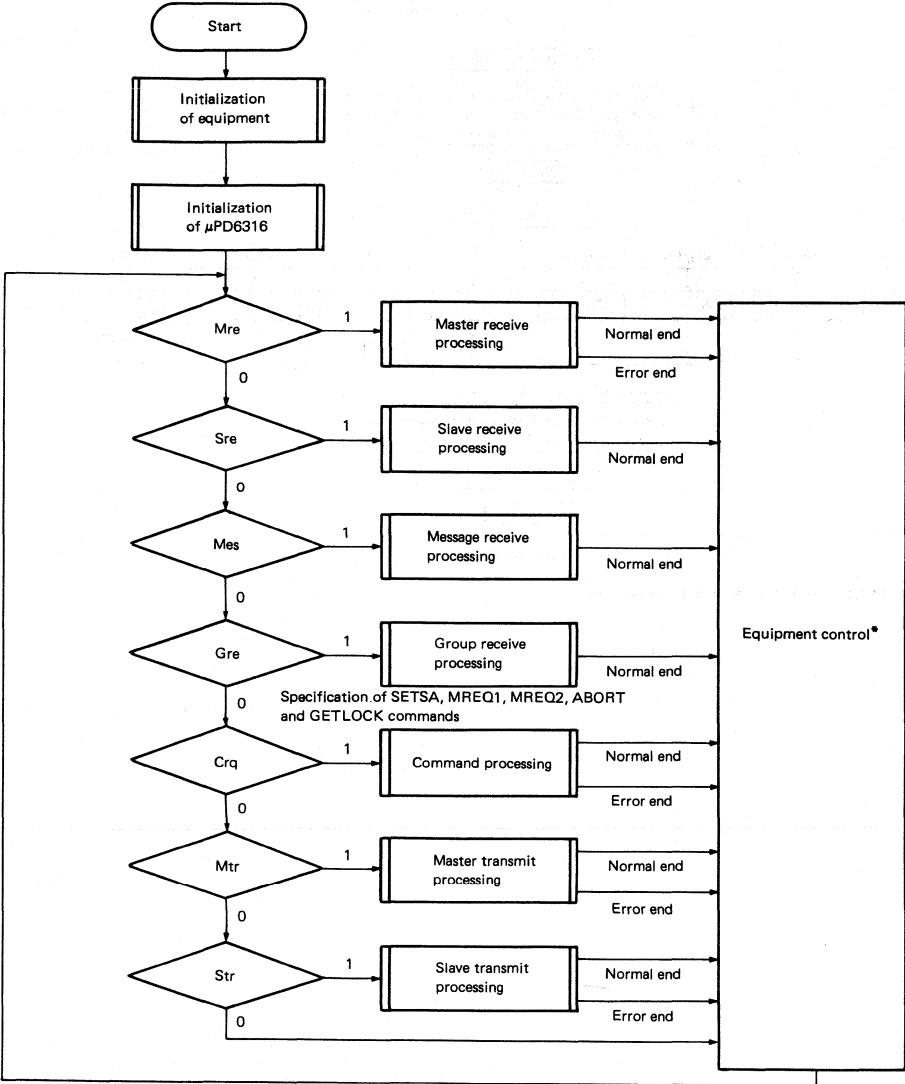 Start
Initialization
of equipment
Initialization
of μPD6316
Mre
1
Master receive
processing
Normal end
Error end
0
Sre
1
Slave receive
processing
Normal end
0
Mes
1
Message receive
processing
Normal end
0
Gre
1
Group receive
processing
Normal end
Equipment control*
0
Specification of SETSA, MREQ1, MREQ2, ABORT
and GETLOCK commands
Crq
1
Command processing
Normal end
Error end
0
Mtr
1
Master transmit
processing
Normal end
Error end
0
Str
1
Slave transmit
processing
Normal end
Error end
0